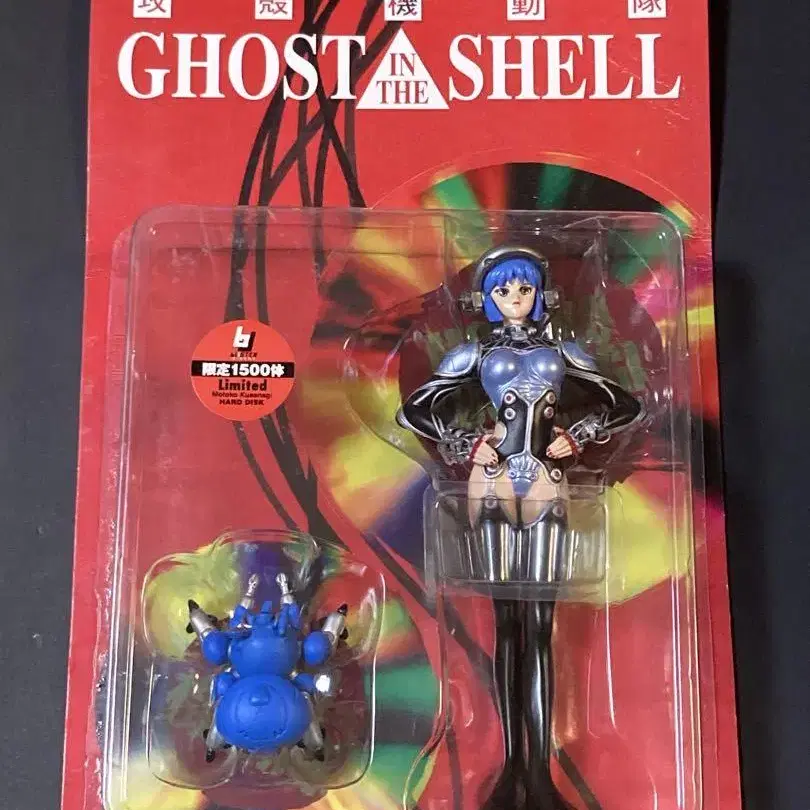 攻殻機動隊
GHOST IN THE SHELL
限定1500体
Limited
Motoko Kusanagi
HARD DISK